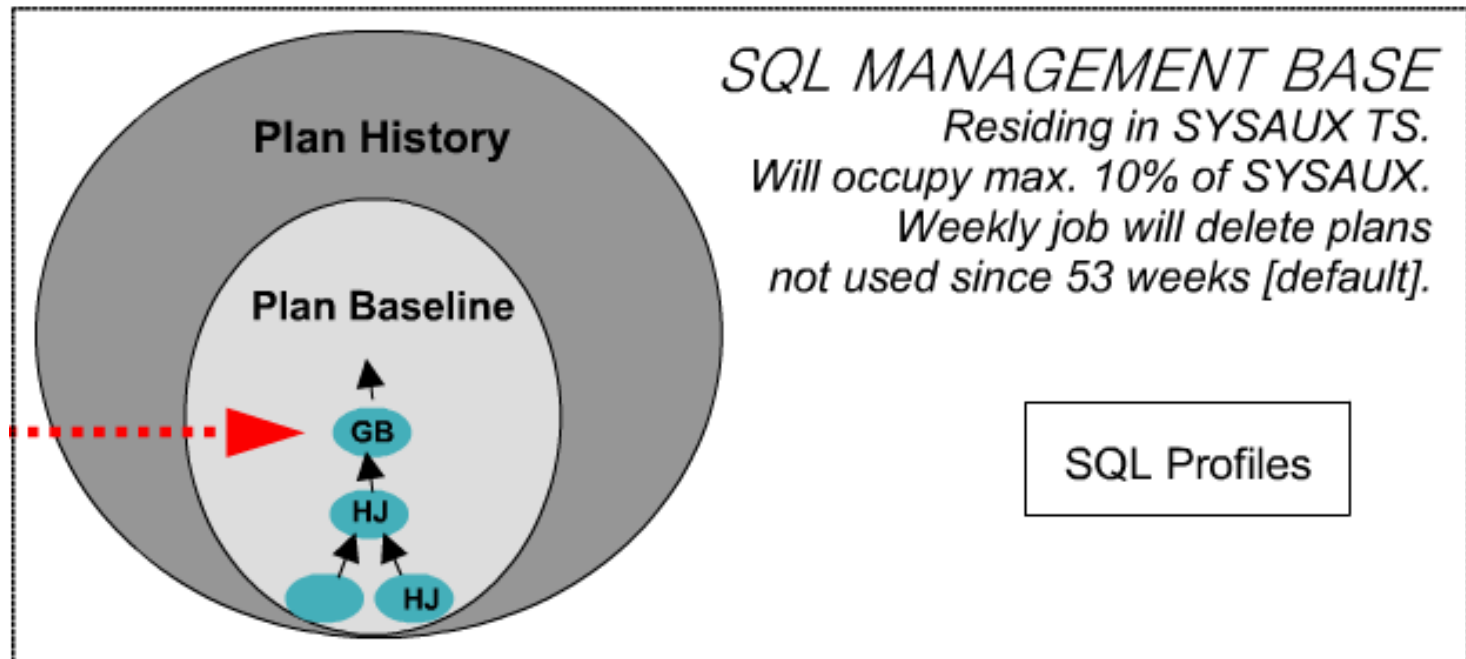 SQL MANAGEMENT BASE
Residing in SYSAUX TS.
Will occupy max. 10% of SYSAUX.
Weekly job will delete plans
not used since 53 weeks [default].
Plan History
Plan Baseline
GB
HJ
HJ
SQL Profiles